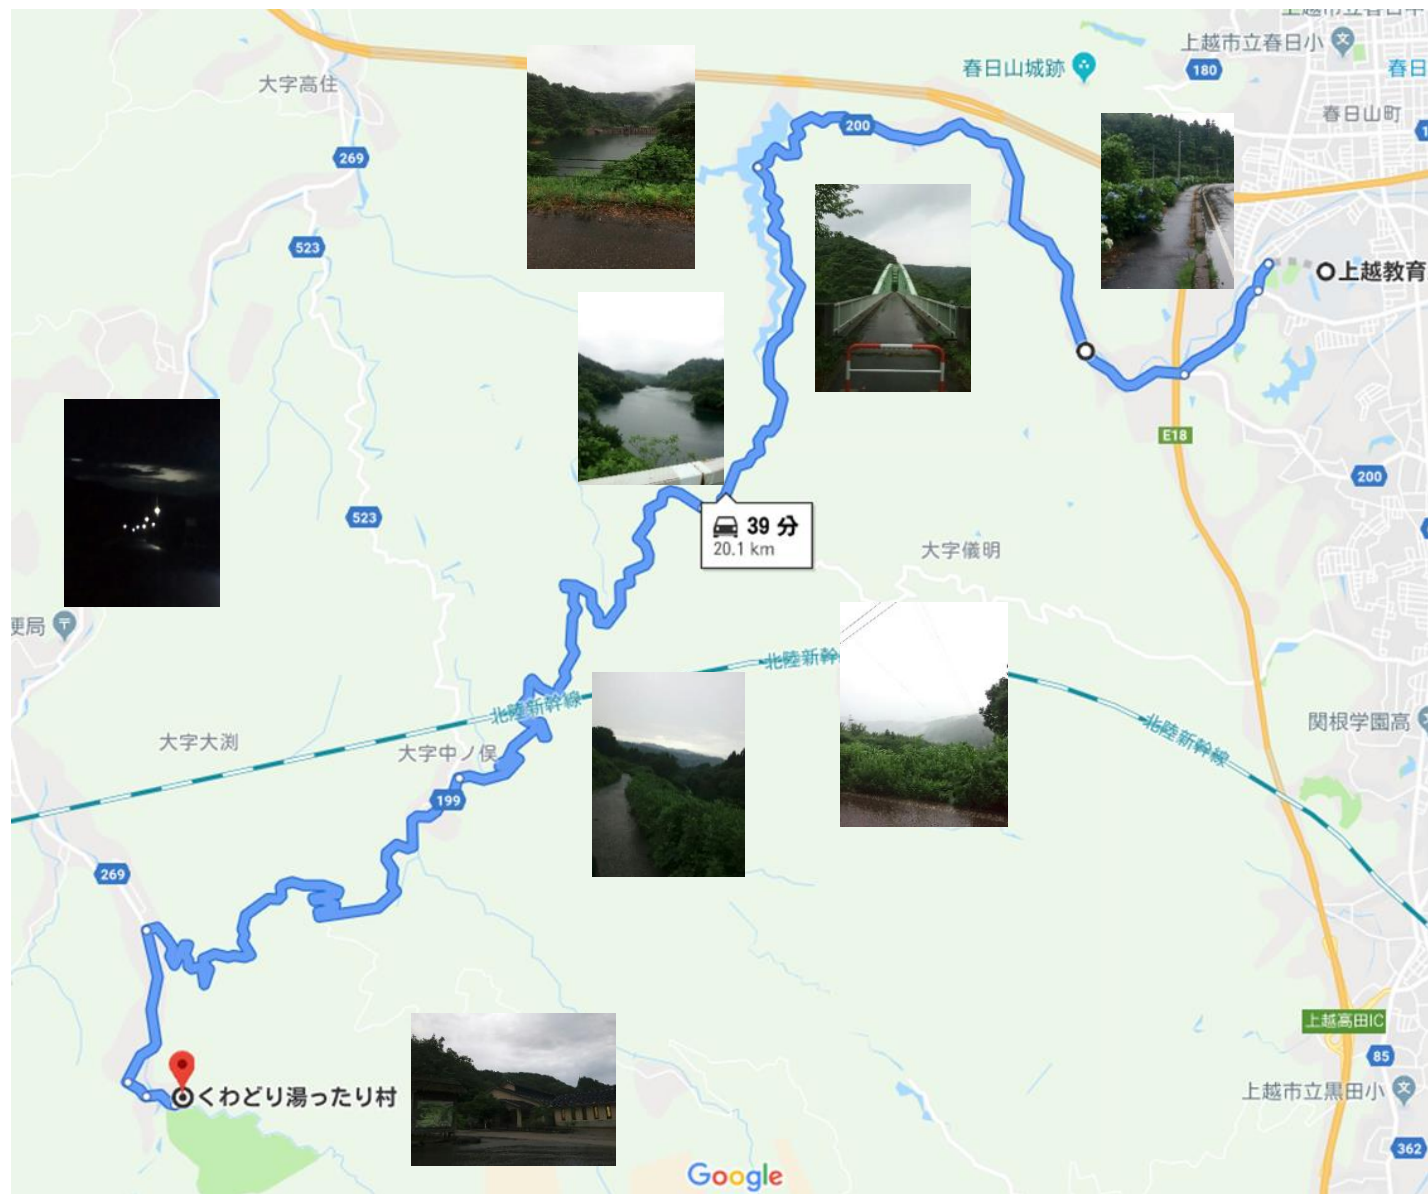 上越市立春日小
180
春日山城跡
春日
大字高住
春日山町
200
269
523
上越教育
E18
200
523
39 分
20.1 km
大字儀明
便局
北陸新幹
北陸新幹線
北陸新幹線
関根学園高
大字大渕
大字中ノ俣
199
269
上越高田IC
85
くわどり湯ったり村
上越市立黒田小
362
Google